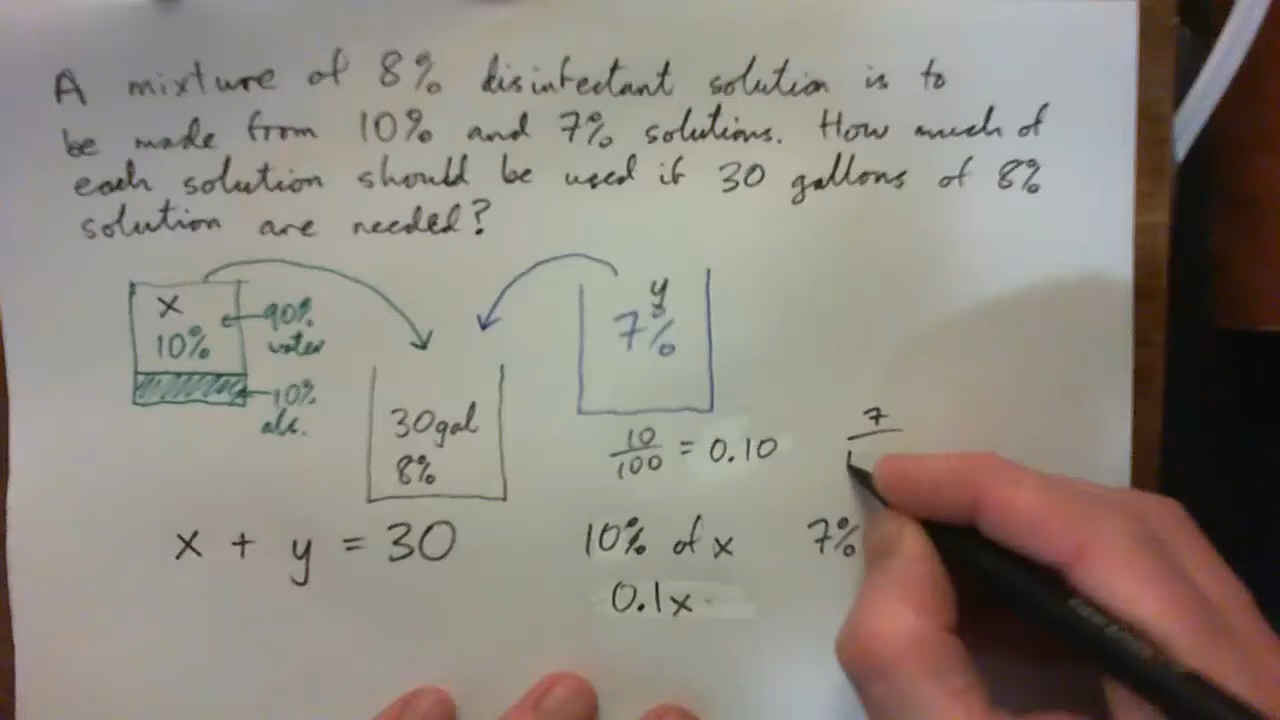 A mixture of 8% disinfectant solution is to
be made from 10% and 7% solutions. How much of
each solution should be used if 30 gallons of 8%
solution are needed?
x
10%
90%
water
10%
alc.
30gal
8%
y
7%
10/100 = 0.10
7
x + y = 30
10% of x
7%
0.1x